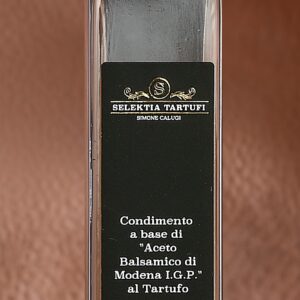 S
SELEKTIA TARTUFI
SIMONE CALUGI
Condimento
a base di
"Aceto
Balsamico di
Modena I.G.P."
al Tartufo